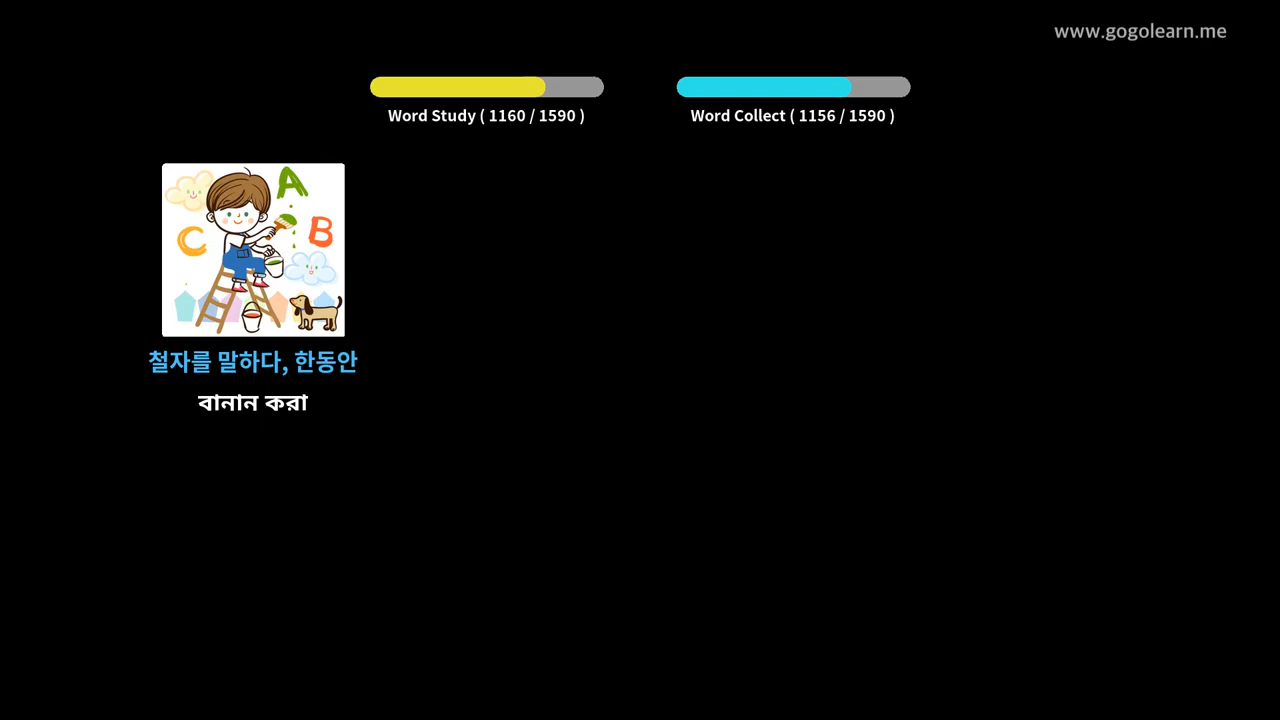 www.gogolearn.me
Word Study ( 1160 / 1590 )
Word Collect ( 1156 / 1590 )
A
B
C
철자를 말하다, 한동안
বানান করা